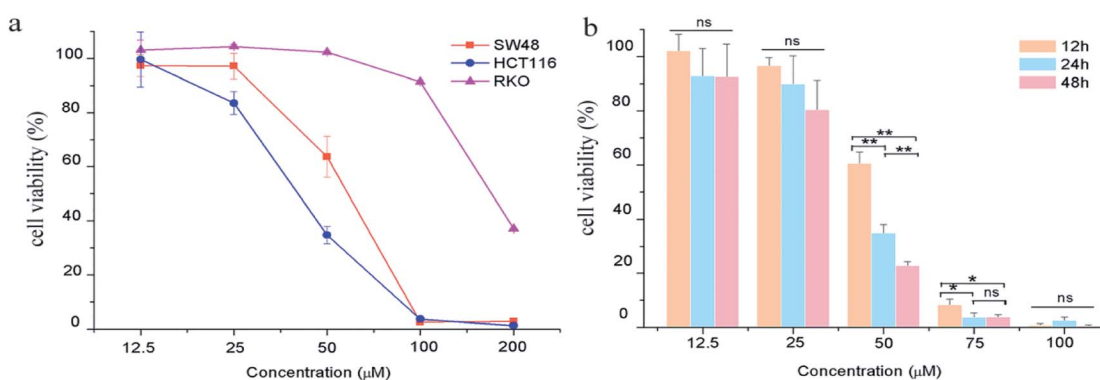 a
cell viability (%)
100
80
60
40
20
0
12.5 25 50 100 200
Concentration (μM)
SW48
HCT116
RKO
b
cell viability (%)
100
80
60
40
20
0
12.5 25 50 75 100
Concentration (μM)
12h
24h
48h
ns
ns
**
** **
*
* ns
ns